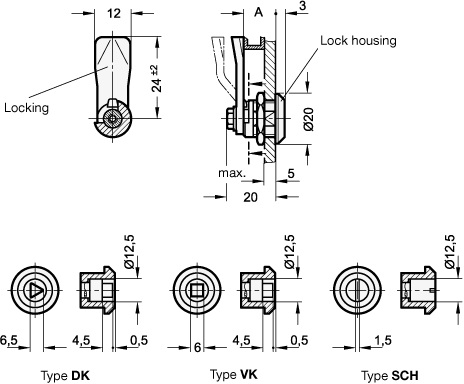 12
A
3
Lock housing
24 ±2
Locking
Ø20
max.
5
20
Ø12,5
Ø12,5
Ø12,5
6,5
4,5
0,5
6
4,5
0,5
1,5
Type DK
Type VK
Type SCH